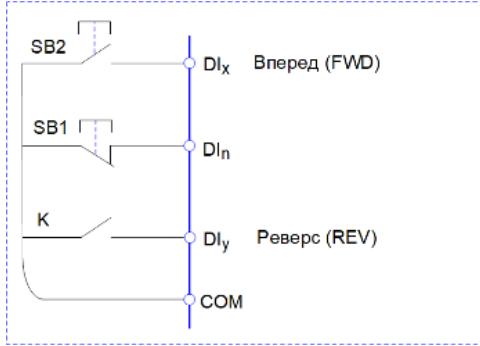 SB2
DIx Вперед (FWD)
SB1
DIn
K
DIy Реверс (REV)
COM